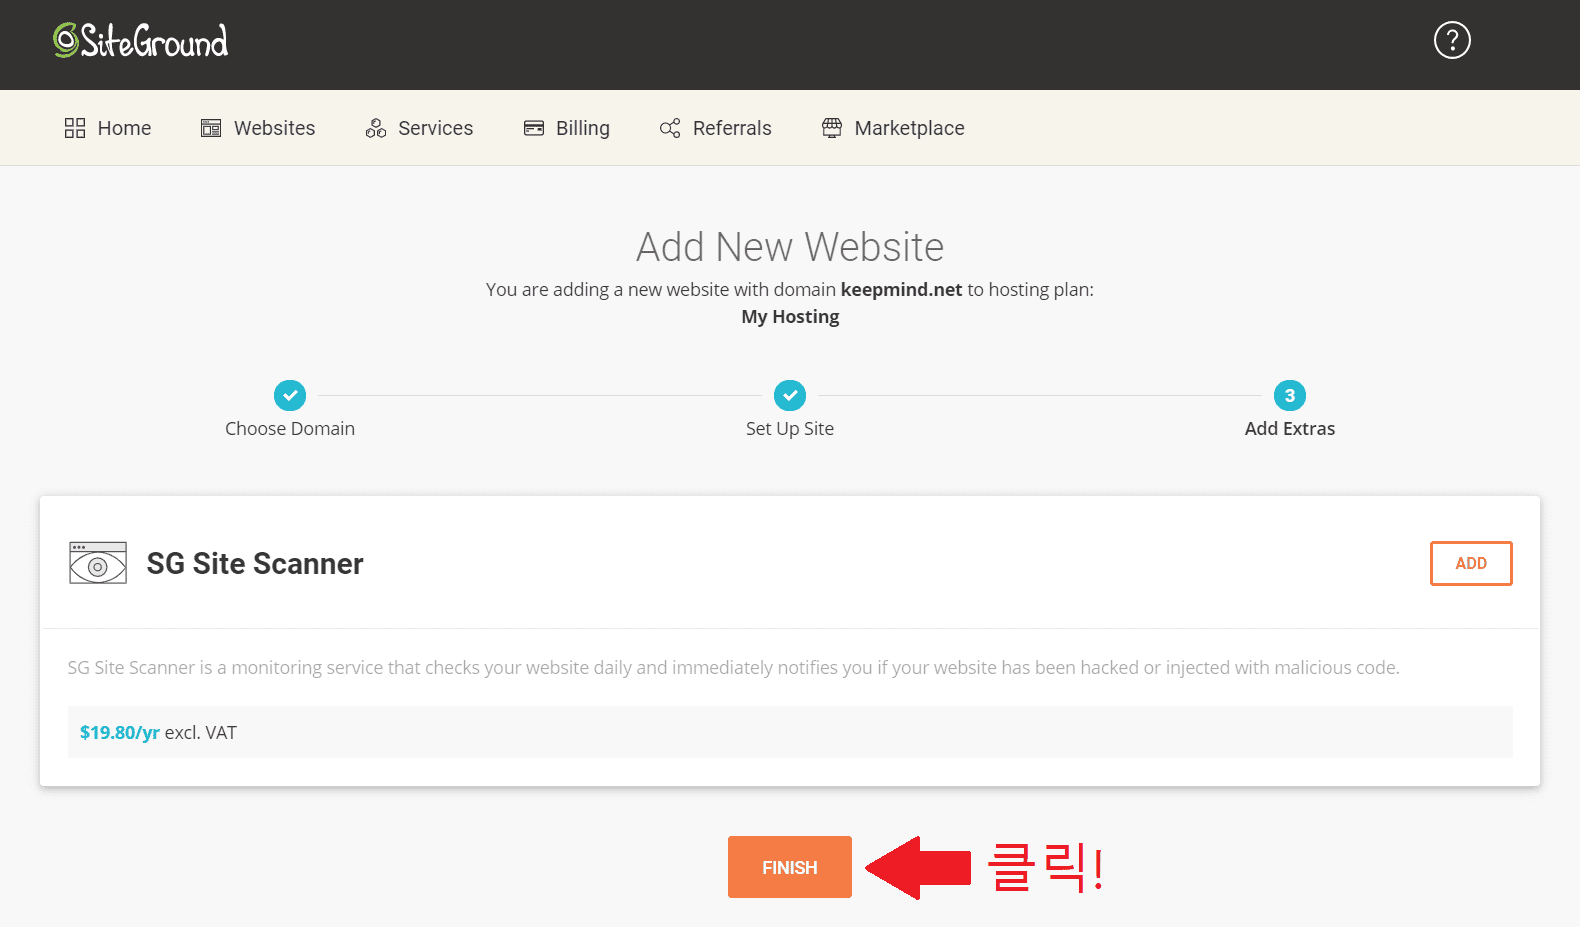 SiteGround
?
Home Websites Services Billing Referrals Marketplace
Add New Website
You are adding a new website with domain keepmind.net to hosting plan:
My Hosting
3
Choose Domain Set Up Site Add Extras
SG Site Scanner
ADD
SG Site Scanner is a monitoring service that checks your website daily and immediately notifies you if your website has been hacked or injected with malicious code.
$19.80/yr excl. VAT
FINISH 클릭!